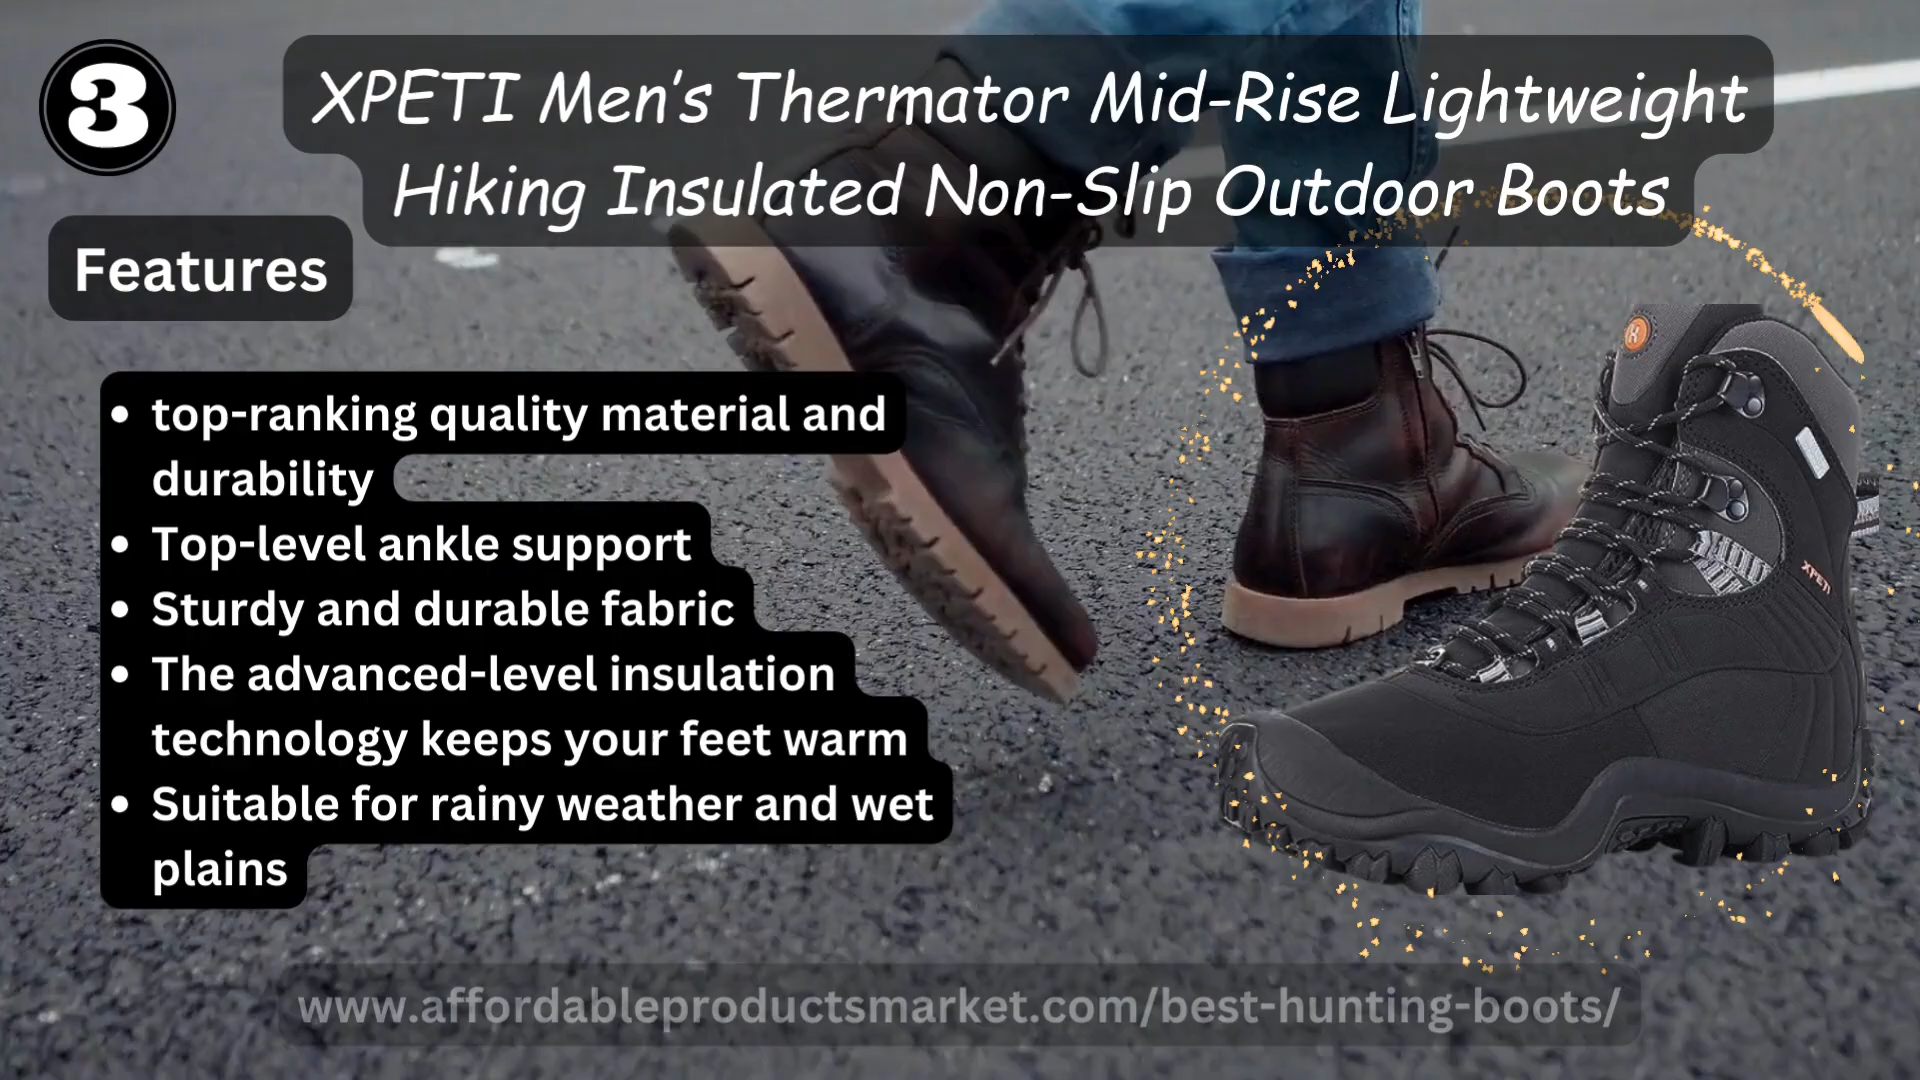 3
XPETI Men's Thermator Mid-Rise Lightweight
Hiking Insulated Non-Slip Outdoor Boots
Features
• top-ranking quality material and
durability
• Top-level ankle support
• Sturdy and durable fabric
• The advanced-level insulation
technology keeps your feet warm
• Suitable for rainy weather and wet
plains
XPETI
www.affordableproductsmarket.com/best-hunting-boots/